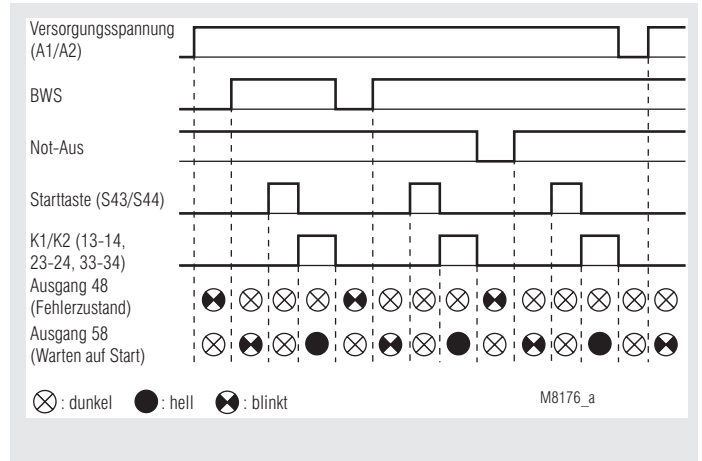 Versorgungsspannung
(A1/A2)
BWS
Not-Aus
Starttaste (S43/S44)
K1/K2 (13-14,
23-24, 33-34)
Ausgang 48
(Fehlerzustand)
Ausgang 58
(Warten auf Start)
: dunkel : hell : blinkt M8176_a